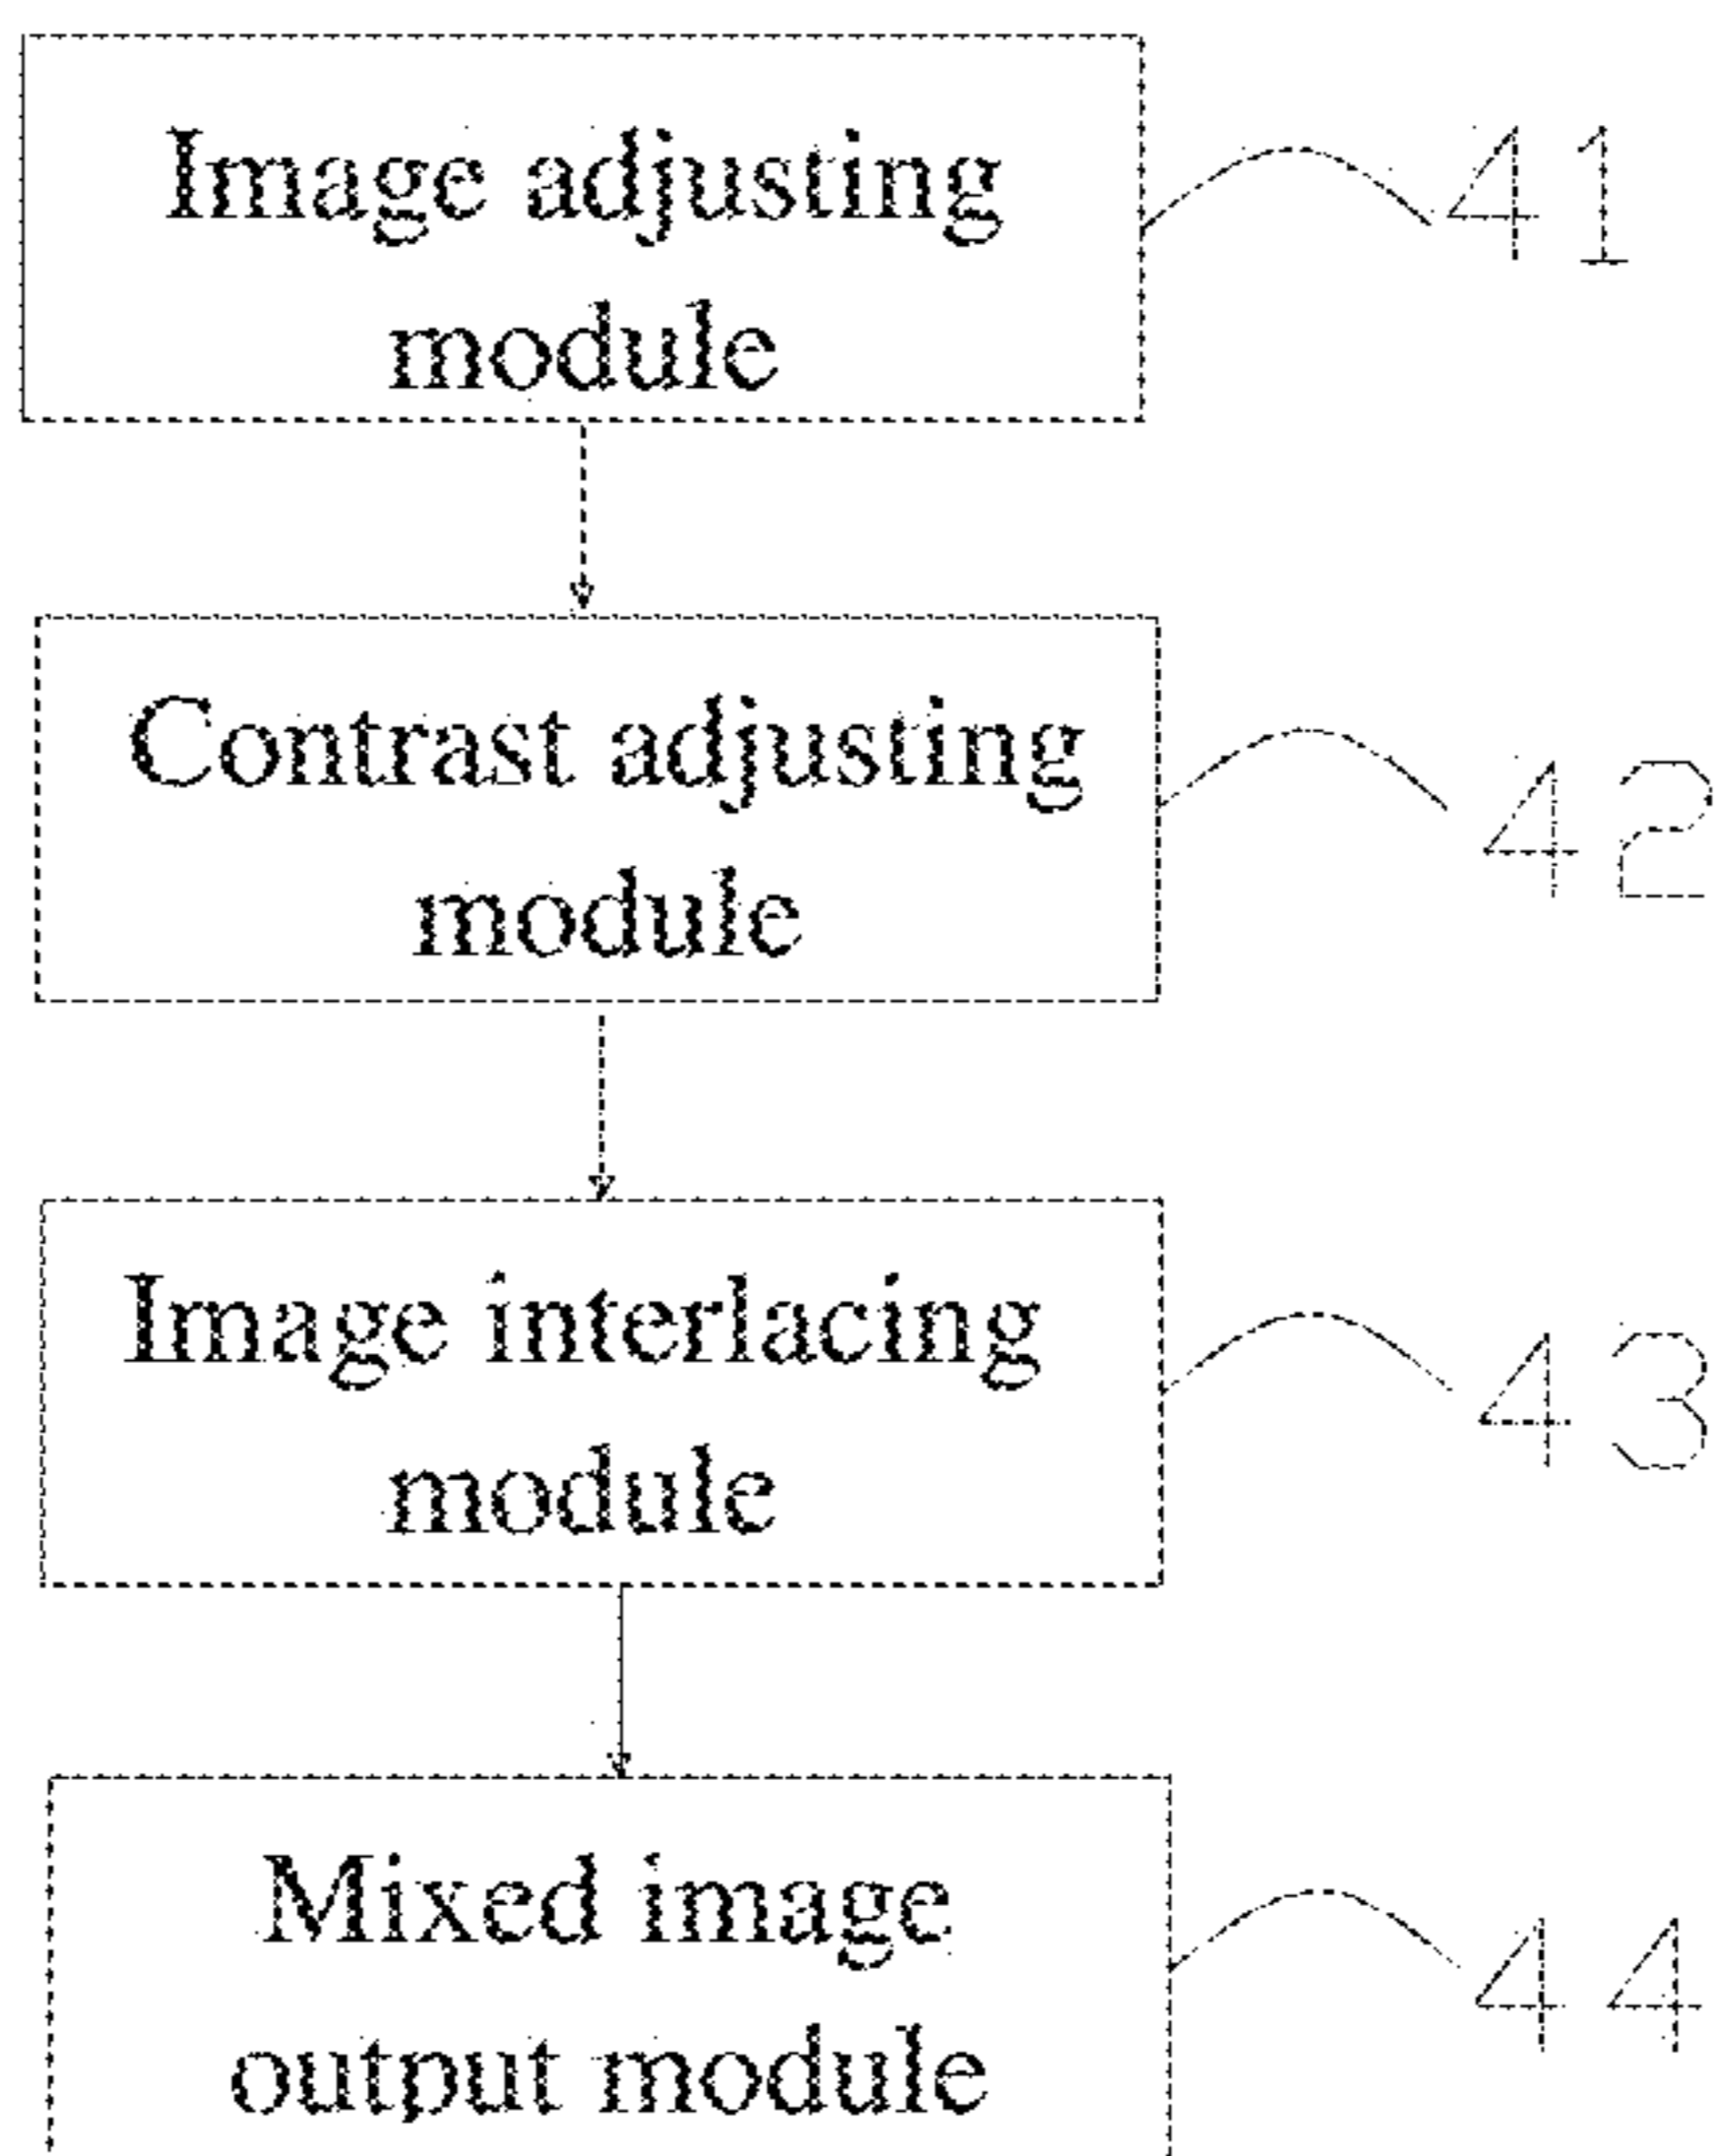 Image adjusting
module
41
Contrast adjusting
module
42
Image interlacing
module
43
Mixed image
output module
44